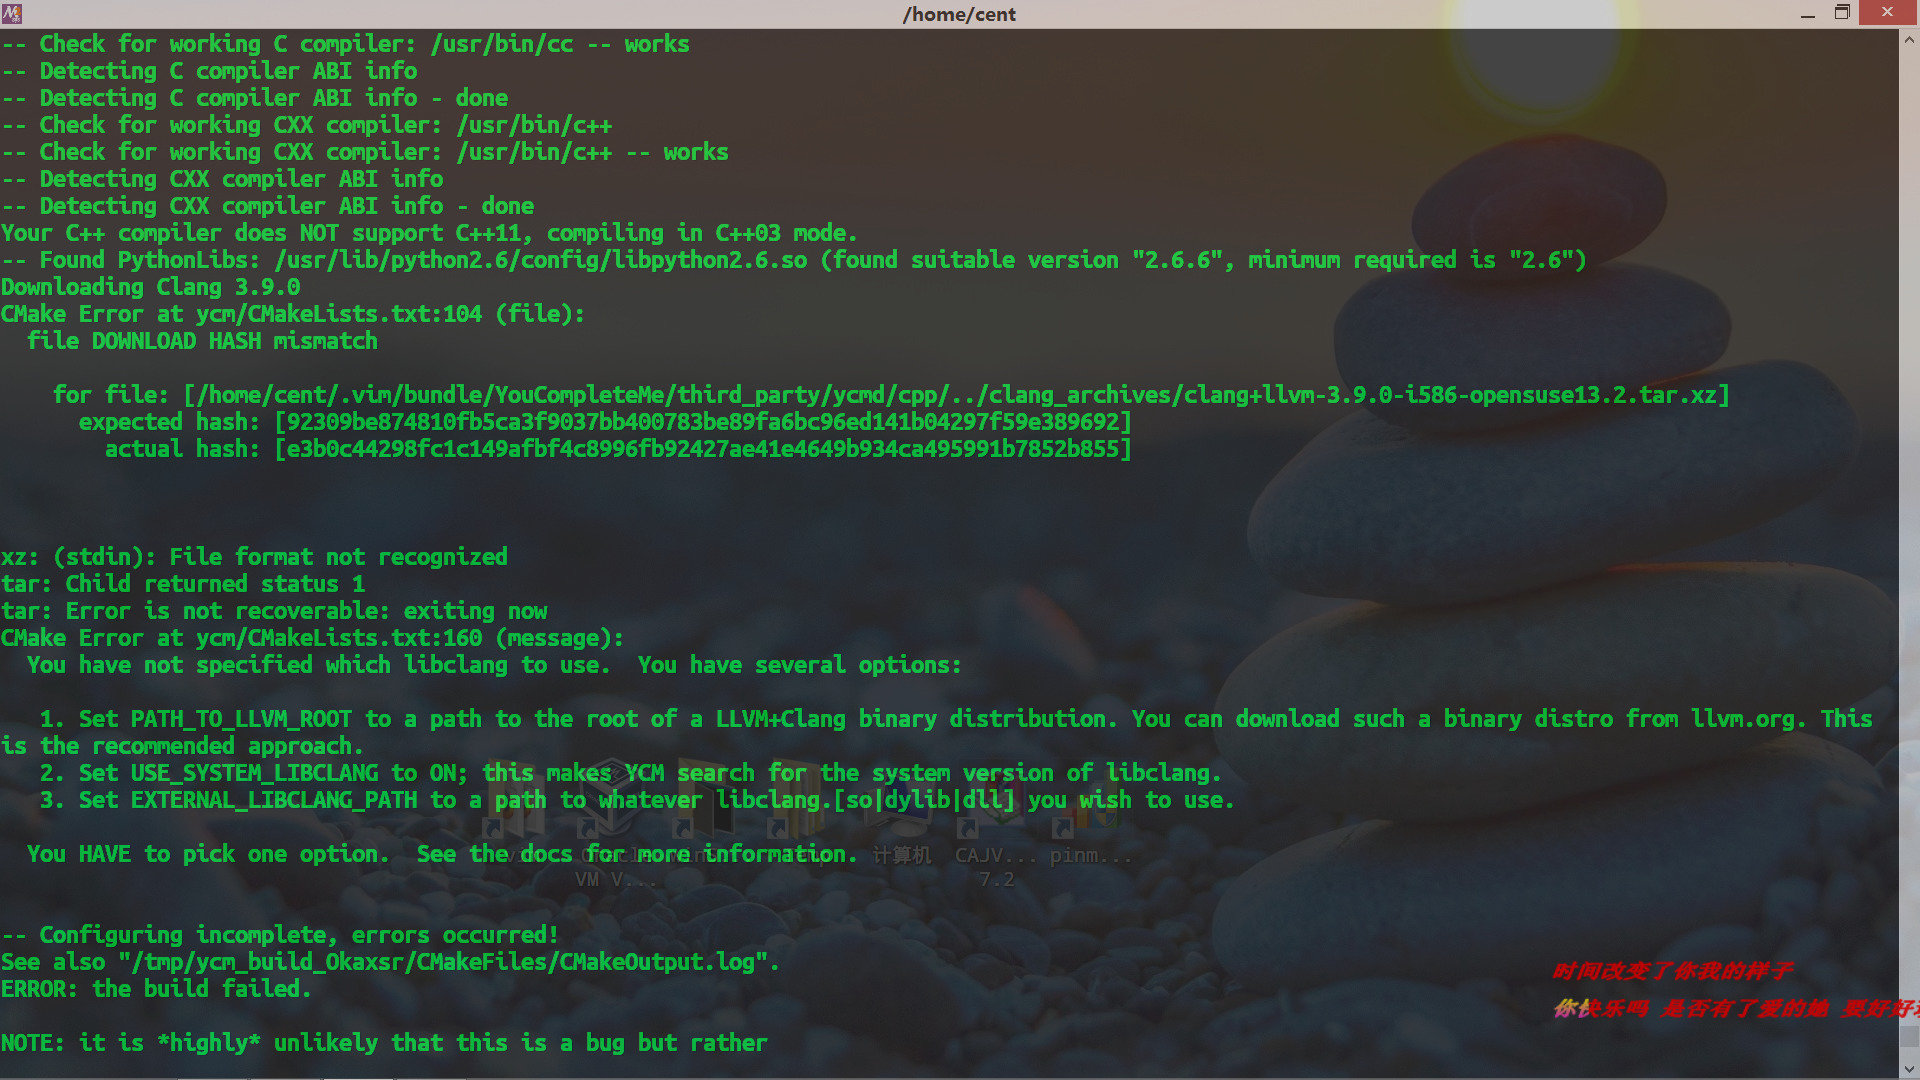 /home/cent
-- Check for working C compiler: /usr/bin/cc -- works
-- Detecting C compiler ABI info
-- Detecting C compiler ABI info - done
-- Check for working CXX compiler: /usr/bin/c++
-- Check for working CXX compiler: /usr/bin/c++ -- works
-- Detecting CXX compiler ABI info
-- Detecting CXX compiler ABI info - done
Your C++ compiler does NOT support C++11, compiling in C++03 mode.
-- Found PythonLibs: /usr/lib/python2.6/config/libpython2.6.so (found suitable version "2.6.6", minimum required is "2.6")
Downloading Clang 3.9.0
CMake Error at ycm/CMakeLists.txt:104 (file):
  file DOWNLOAD HASH mismatch
    for file: [/home/cent/.vim/bundle/YouCompleteMe/third_party/ycmd/cpp/../clang_archives/clang+llvm-3.9.0-i586-opensuse13.2.tar.xz]
      expected hash: [92309be874810fb5ca3f9037bb400783be89fa6bc96ed141b04297f59e389692]
        actual hash: [e3b0c44298fc1c149afbf4c8996fb92427ae41e4649b934ca495991b7852b855]
xz: (stdin): File format not recognized
tar: Child returned status 1
tar: Error is not recoverable: exiting now
CMake Error at ycm/CMakeLists.txt:160 (message):
  You have not specified which libclang to use.  You have several options:
   1. Set PATH_TO_LLVM_ROOT to a path to the root of a LLVM+Clang binary distribution. You can download such a binary distro from llvm.org. This
is the recommended approach.
   2. Set USE_SYSTEM_LIBCLANG to ON; this makes YCM search for the system version of libclang.
   3. Set EXTERNAL_LIBCLANG_PATH to a path to whatever libclang.[so|dylib|dll] you wish to use.
  You HAVE to pick one option.  See the docs for more information.
计算机 CAJV... pinm...
VM V... 7.2
-- Configuring incomplete, errors occurred!
See also "/tmp/ycm_build_Okaxsr/CMakeFiles/CMakeOutput.log".
ERROR: the build failed.
时间改变了你我的样子
你快乐吗 是否有了爱的她 要好好
NOTE: it is *highly* unlikely that this is a bug but rather